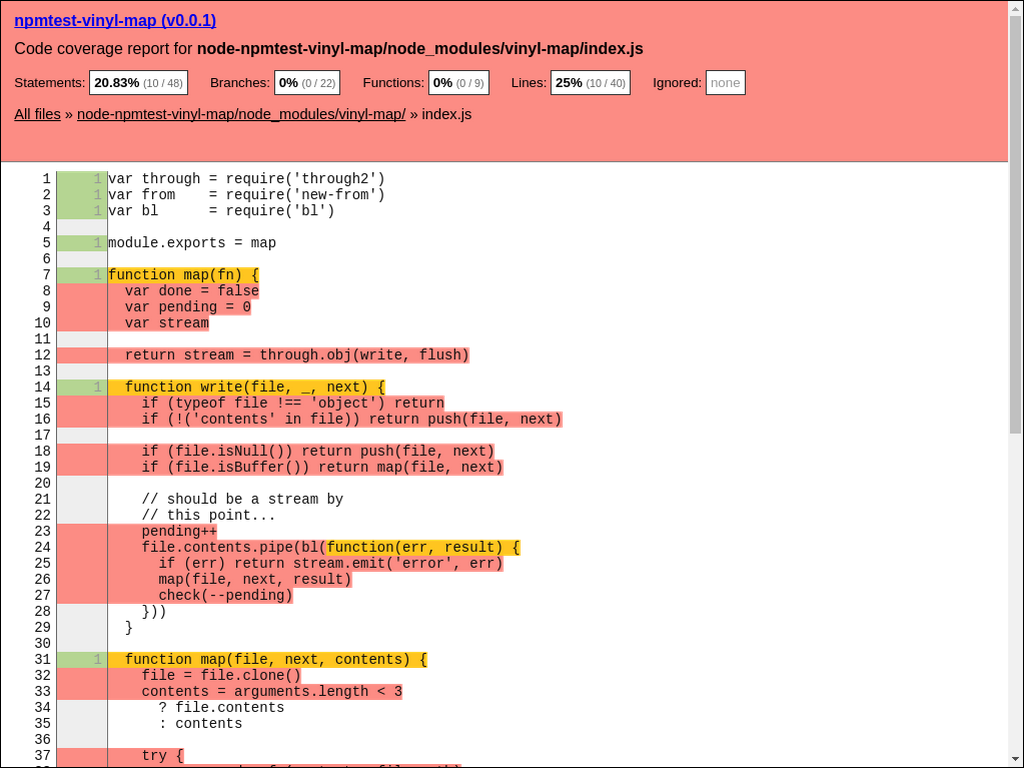 npmtest-vinyl-map (v0.0.1)
Code coverage report for node-npmtest-vinyl-map/node_modules/vinyl-map/index.js
Statements: 20.83% (10 / 48) Branches: 0% (0 / 22) Functions: 0% (0 / 9) Lines: 25% (10 / 40) Ignored: none
All files » node-npmtest-vinyl-map/node_modules/vinyl-map/ » index.js
1 1 var through = require('through2')
2 1 var from    = require('new-from')
3 1 var bl      = require('bl')
4
5 1 module.exports = map
6
7 1 function map(fn) {
8   var done = false
9   var pending = 0
10   var stream
11
12   return stream = through.obj(write, flush)
13
14 1   function write(file, _, next) {
15     if (typeof file !== 'object') return
16     if (!('contents' in file)) return push(file, next)
17
18     if (file.isNull()) return push(file, next)
19     if (file.isBuffer()) return map(file, next)
20
21     // should be a stream by
22     // this point...
23     pending++
24     file.contents.pipe(bl(function(err, result) {
25       if (err) return stream.emit('error', err)
26       map(file, next, result)
27       check(--pending)
28     }))
29   }
30
31 1   function map(file, next, contents) {
32     file = file.clone()
33     contents = arguments.length < 3
34       ? file.contents
35       : contents
36
37     try {